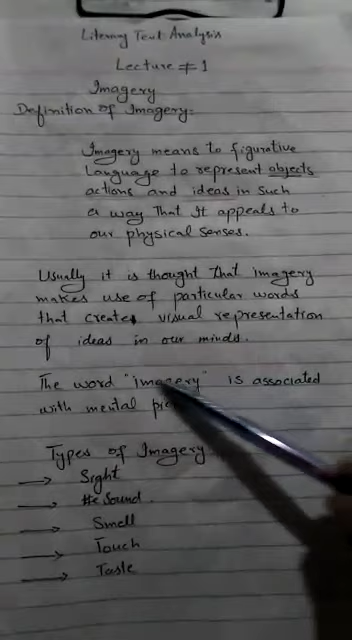 Literary Text Analysis
Lecture # 1
Imagery
Definition of Imagery:-
Imagery means to figurative
Language to represent objects
actions and ideas in such
a way that It appeals to
our physical senses.
Usually it is thought that imagery
makes use of particular words
that creates visual representation
of ideas in our minds.
The word "imagery" is associated
with mental
Types of Imagery
Sight
Sound.
Smell
Touch
Taste